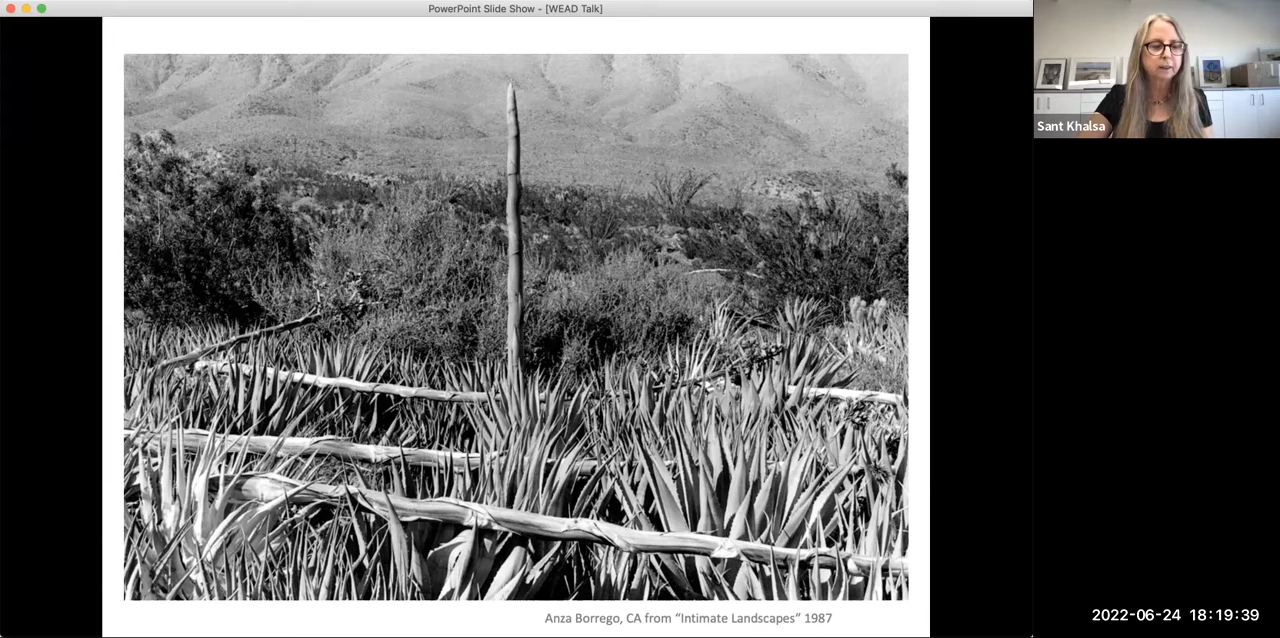 PowerPoint Slide Show - [WEAD Talk]
Sant Khalsa
Anza Borrego, CA from “Intimate Landscapes” 1987
2022-06-24 18:19:39